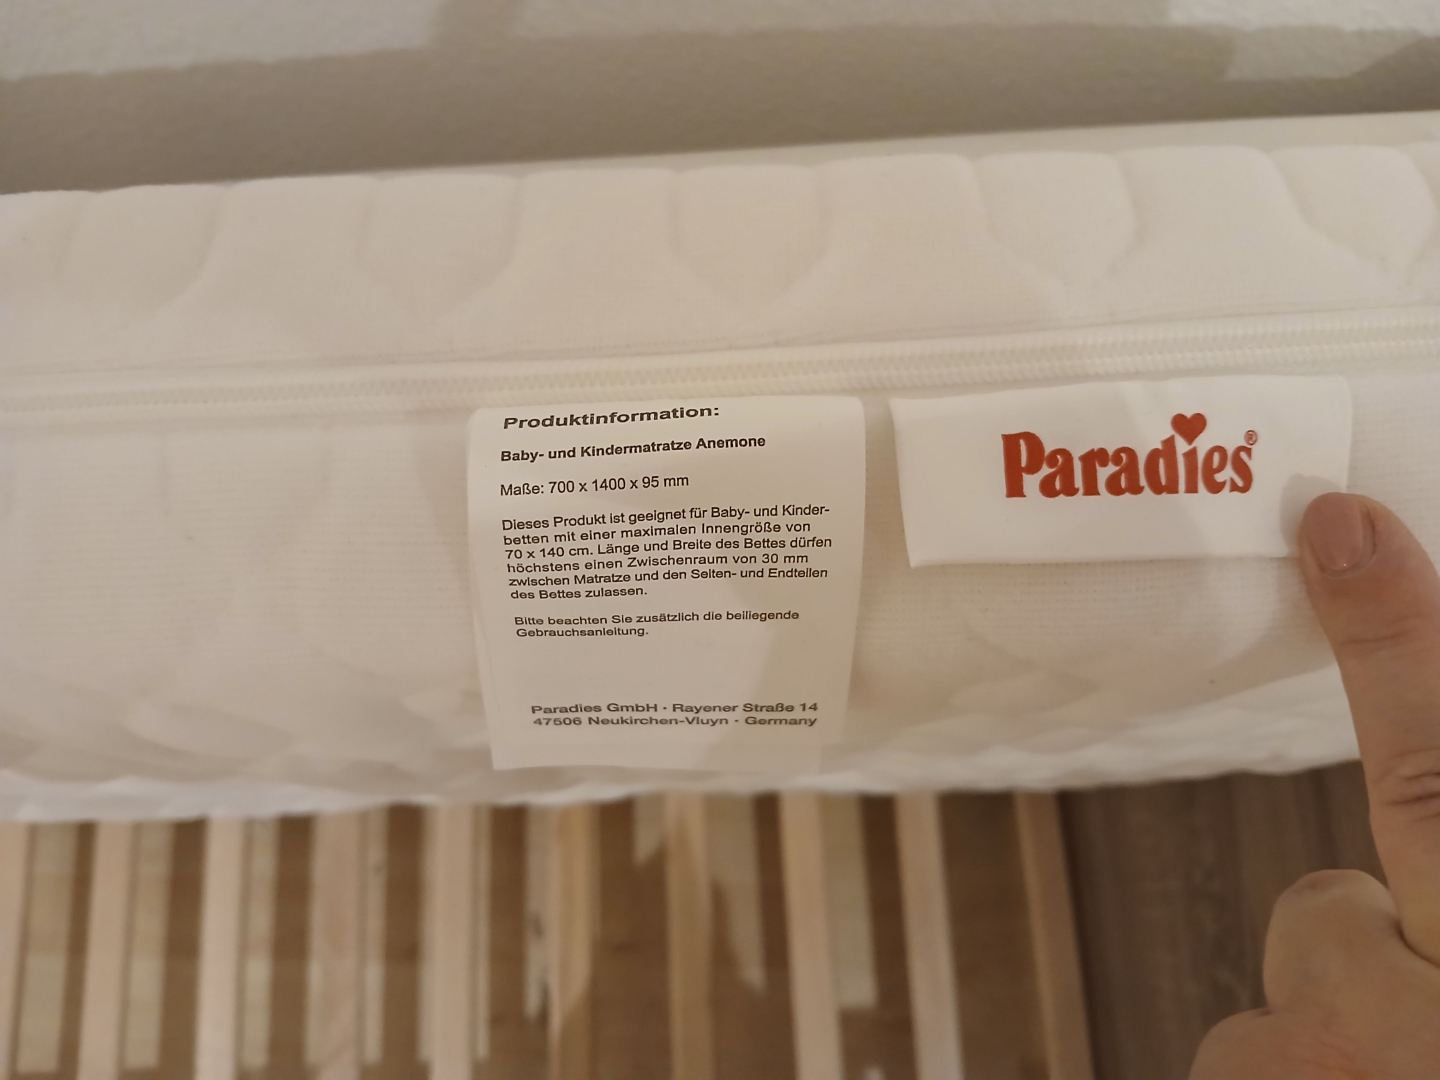 Produktinformation:
Baby- und Kindermatratze Anemone
Maße: 700 x 1400 x 95 mm
Dieses Produkt ist geeignet für Baby- und Kinder-
betten mit einer maximalen Innengröße von
70 x 140 cm. Länge und Breite des Bettes dürfen
höchstens einen Zwischenraum von 30 mm
zwischen Matratze und den Seiten- und Endteilen
des Bettes zulassen.
Bitte beachten Sie zusätzlich die beiliegende
Gebrauchsanleitung.
Paradies GmbH · Rayener Straße 14
47506 Neukirchen-Vluyn · Germany
Paradies®